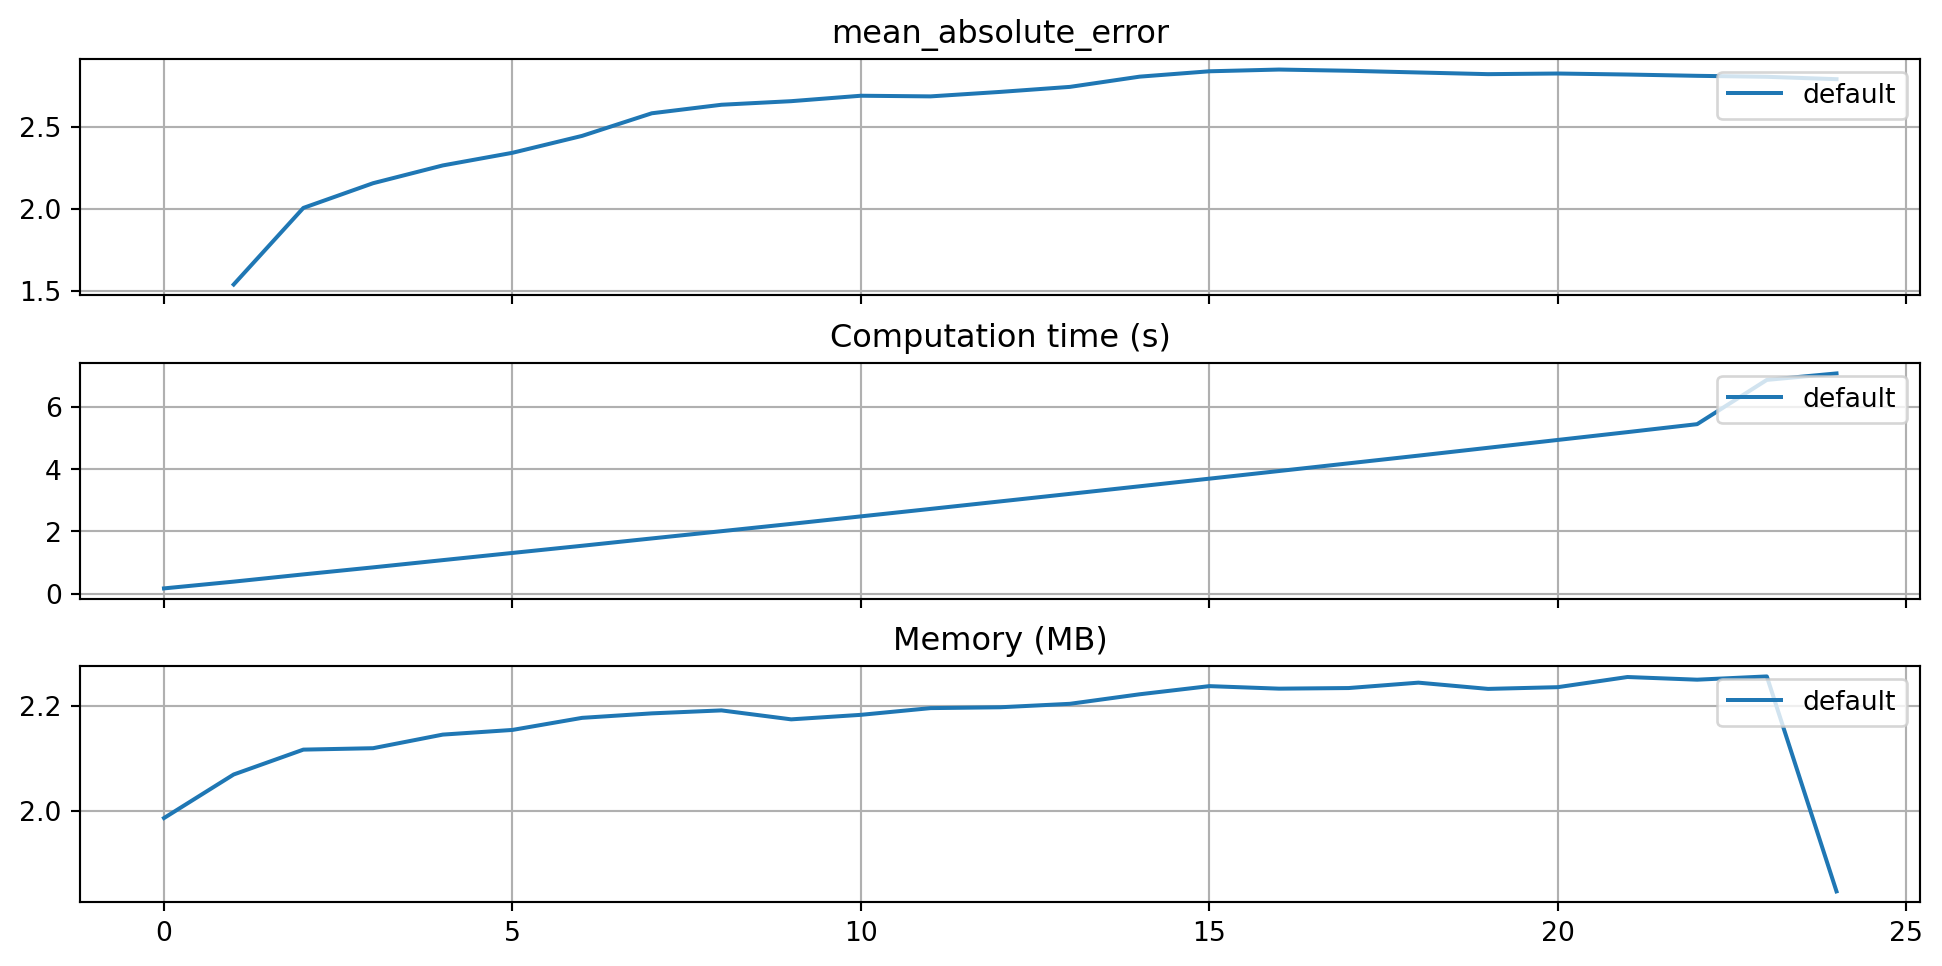 mean_absolute_error
2.5
2.0
1.5
default
Computation time (s)
6
4
2
0
default
Memory (MB)
2.2
2.0
default
0 5 10 15 20 25